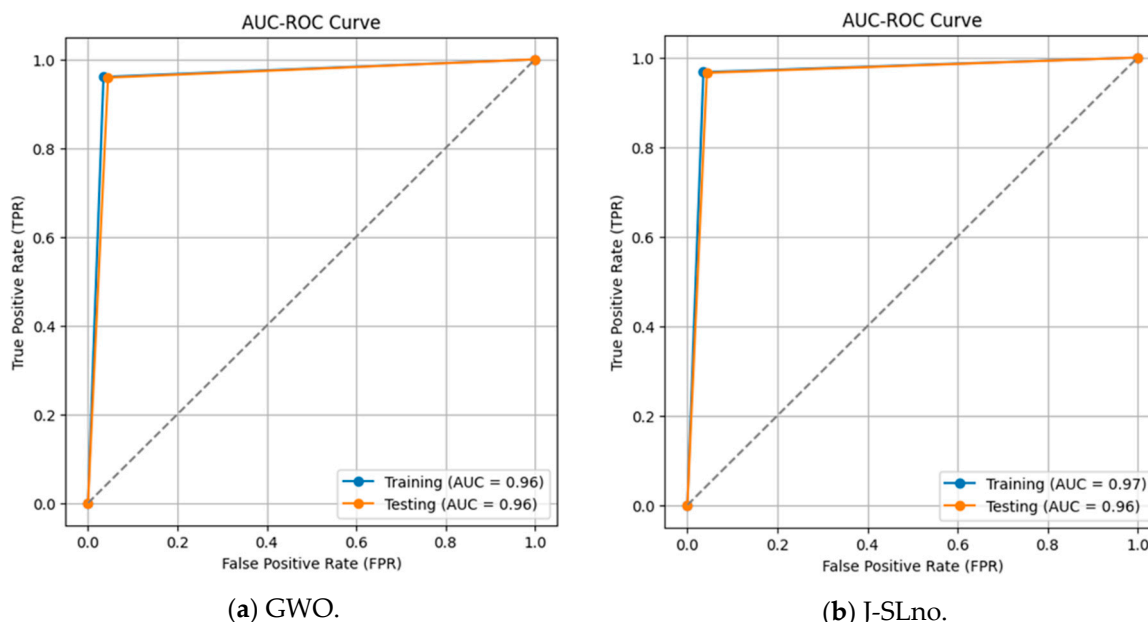 AUC-ROC Curve
1.0
0.8
0.6
0.4
0.2
0.0
True Positive Rate (TPR)
Training (AUC = 0.96)
Testing (AUC = 0.96)
0.0 0.2 0.4 0.6 0.8 1.0
False Positive Rate (FPR)
(a) GWO.
AUC-ROC Curve
1.0
0.8
0.6
0.4
0.2
0.0
True Positive Rate (TPR)
Training (AUC = 0.97)
Testing (AUC = 0.96)
0.0 0.2 0.4 0.6 0.8 1.0
False Positive Rate (FPR)
(b) J-SLno.